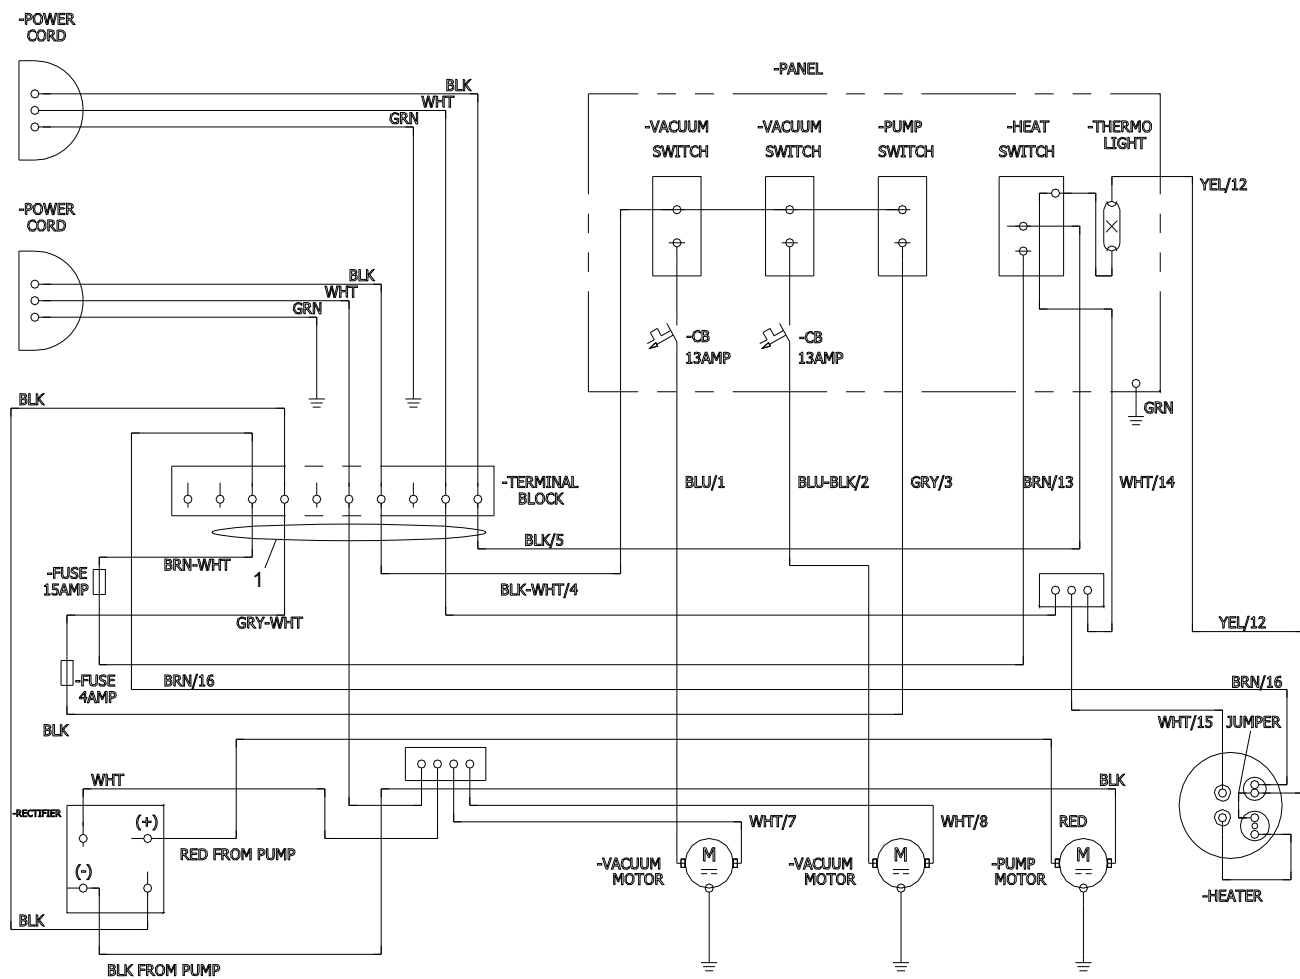 -POWER
CORD
BLK
WHT
GRN
-POWER
CORD
BLK
WHT
GRN
-PANEL
-VACUUM
SWITCH
-VACUUM
SWITCH
-PUMP
SWITCH
-HEAT
SWITCH
-THERMO
LIGHT
YEL/12
-CB
13AMP
-CB
13AMP
GRN
BLK
-TERMINAL
BLOCK
BLU/1
BLU-BLK/2
GRY/3
BRN/13
WHT/14
BLK/5
BRN-WHT
1
-FUSE
15AMP
BLK-WHT/4
GRY-WHT
YEL/12
-FUSE
4AMP
BRN/16
BRN/16
BLK
WHT/15
JUMPER
WHT
BLK
-RECTIFIER
(+)
RED FROM PUMP
(-)
WHT/7
WHT/8
RED
-VACUUM
MOTOR
M
-VACUUM
MOTOR
M
-PUMP
MOTOR
M
-HEATER
BLK
BLK FROM PUMP